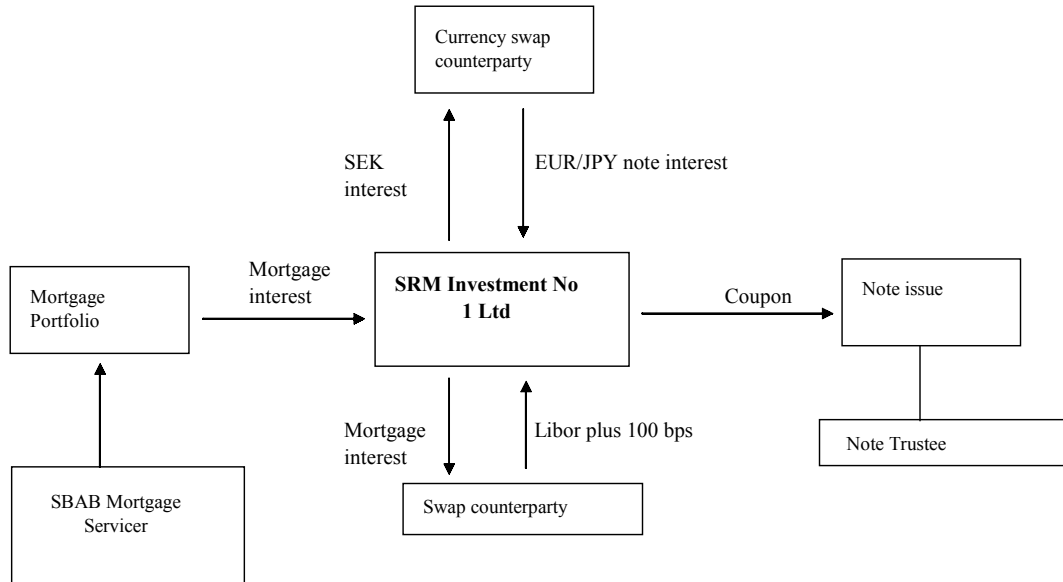 Currency swap
counterparty
SEK
interest
EUR/JPY note interest
Mortgage
Portfolio
Mortgage
interest
SRM Investment No
1 Ltd
Coupon
Note issue
Mortgage
interest
Libor plus 100 bps
Note Trustee
SBAB Mortgage
Servicer
Swap counterparty